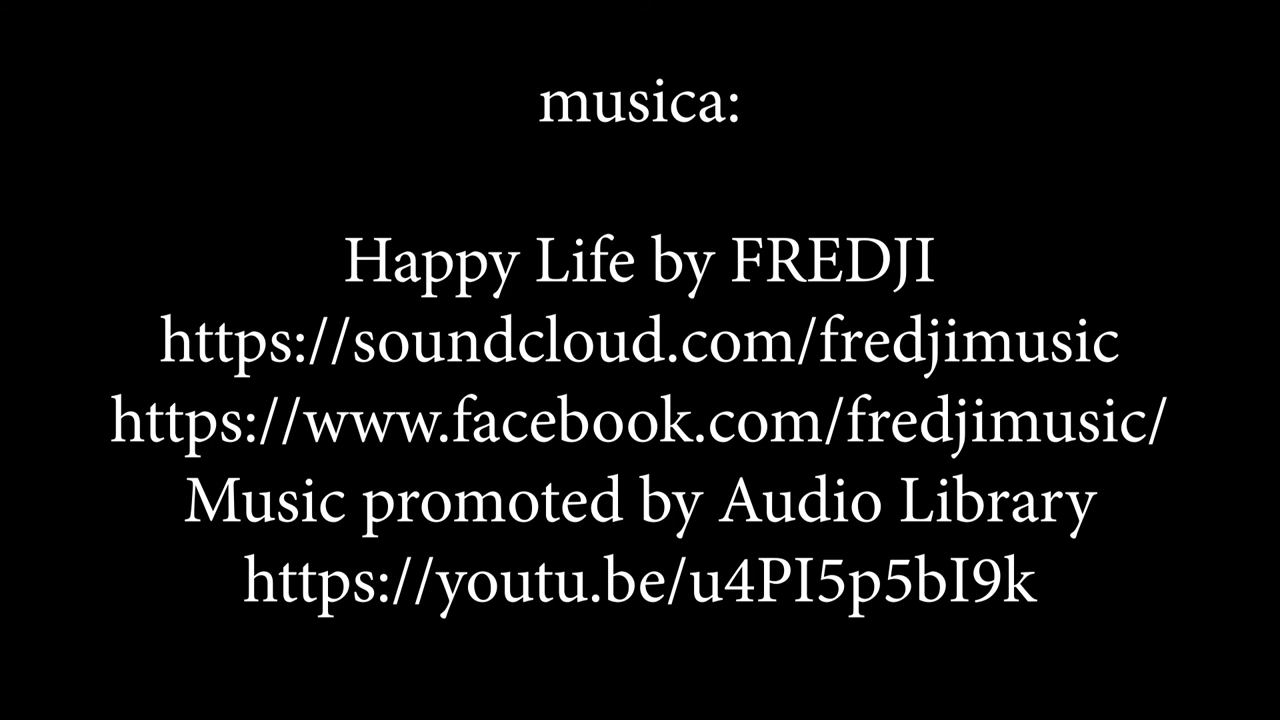 musica:
Happy Life by FREDJI
https://soundcloud.com/fredjimusic
https://www.facebook.com/fredjimusic/
Music promoted by Audio Library
https://youtu.be/u4PI5p5bI9k